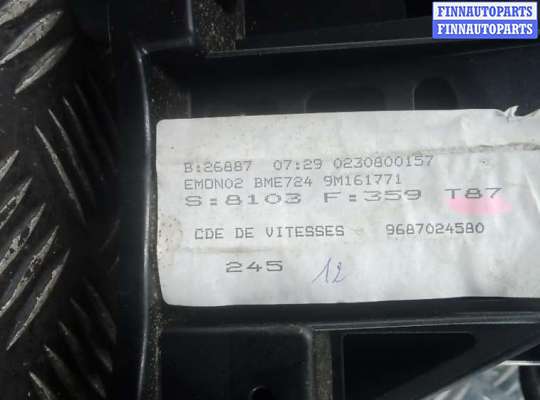 FINNAUTOPARTS
FINNAUTOPARTS
B:26887 07:29 0230800157
EMON02 BME724 9M161771
S:8103 F:359 T87
CDE DE VITESSES 9687024580
245 12